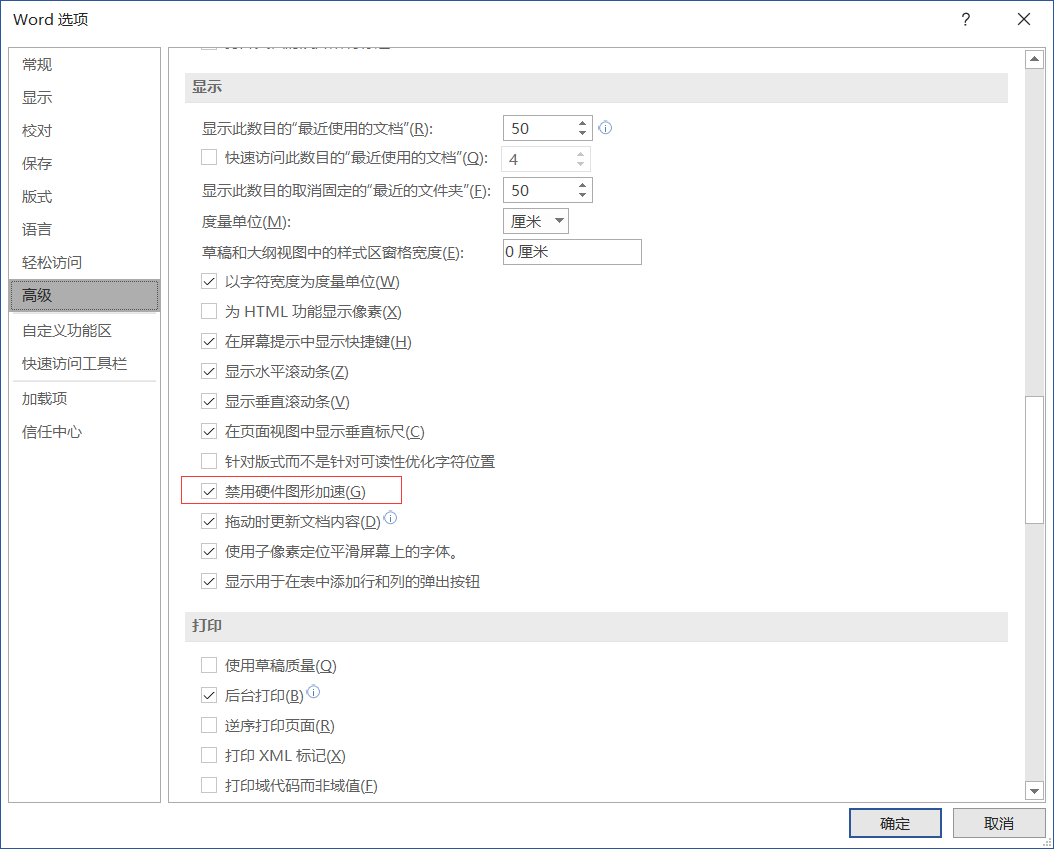 Word 选项
?
常规
显示
校对
保存
版式
语言
轻松访问
高级
自定义功能区
快速访问工具栏
加载项
信任中心
显示
显示此数目的“最近使用的文档”(R): 50
快速访问此数目的“最近使用的文档”(Q): 4
显示此数目的取消固定的“最近的文件夹”(F): 50
度量单位(M): 厘米
草稿和大纲视图中的样式区窗格宽度(E): 0 厘米
以字符宽度为度量单位(W)
为 HTML 功能显示像素(X)
在屏幕提示中显示快捷键(H)
显示水平滚动条(Z)
显示垂直滚动条(V)
在页面视图中显示垂直标尺(C)
针对版式而不是针对可读性优化字符位置
禁用硬件图形加速(G)
拖动时更新文档内容(D)
使用子像素定位平滑屏幕上的字体。
显示用于在表中添加行和列的弹出按钮
打印
使用草稿质量(Q)
后台打印(B)
逆序打印页面(R)
打印 XML 标记(X)
打印域代码而非域值(F)
确定
取消